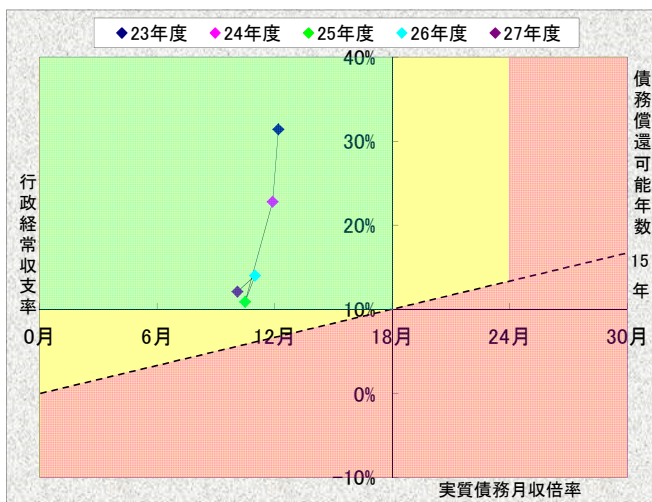 23年度 24年度 25年度 26年度 27年度
40%
30%
20%
10%
0%
-10%
0月 6月 12月 18月 24月 30月
行政経常収支率
債務償還可能年数 15年
実質債務月収倍率